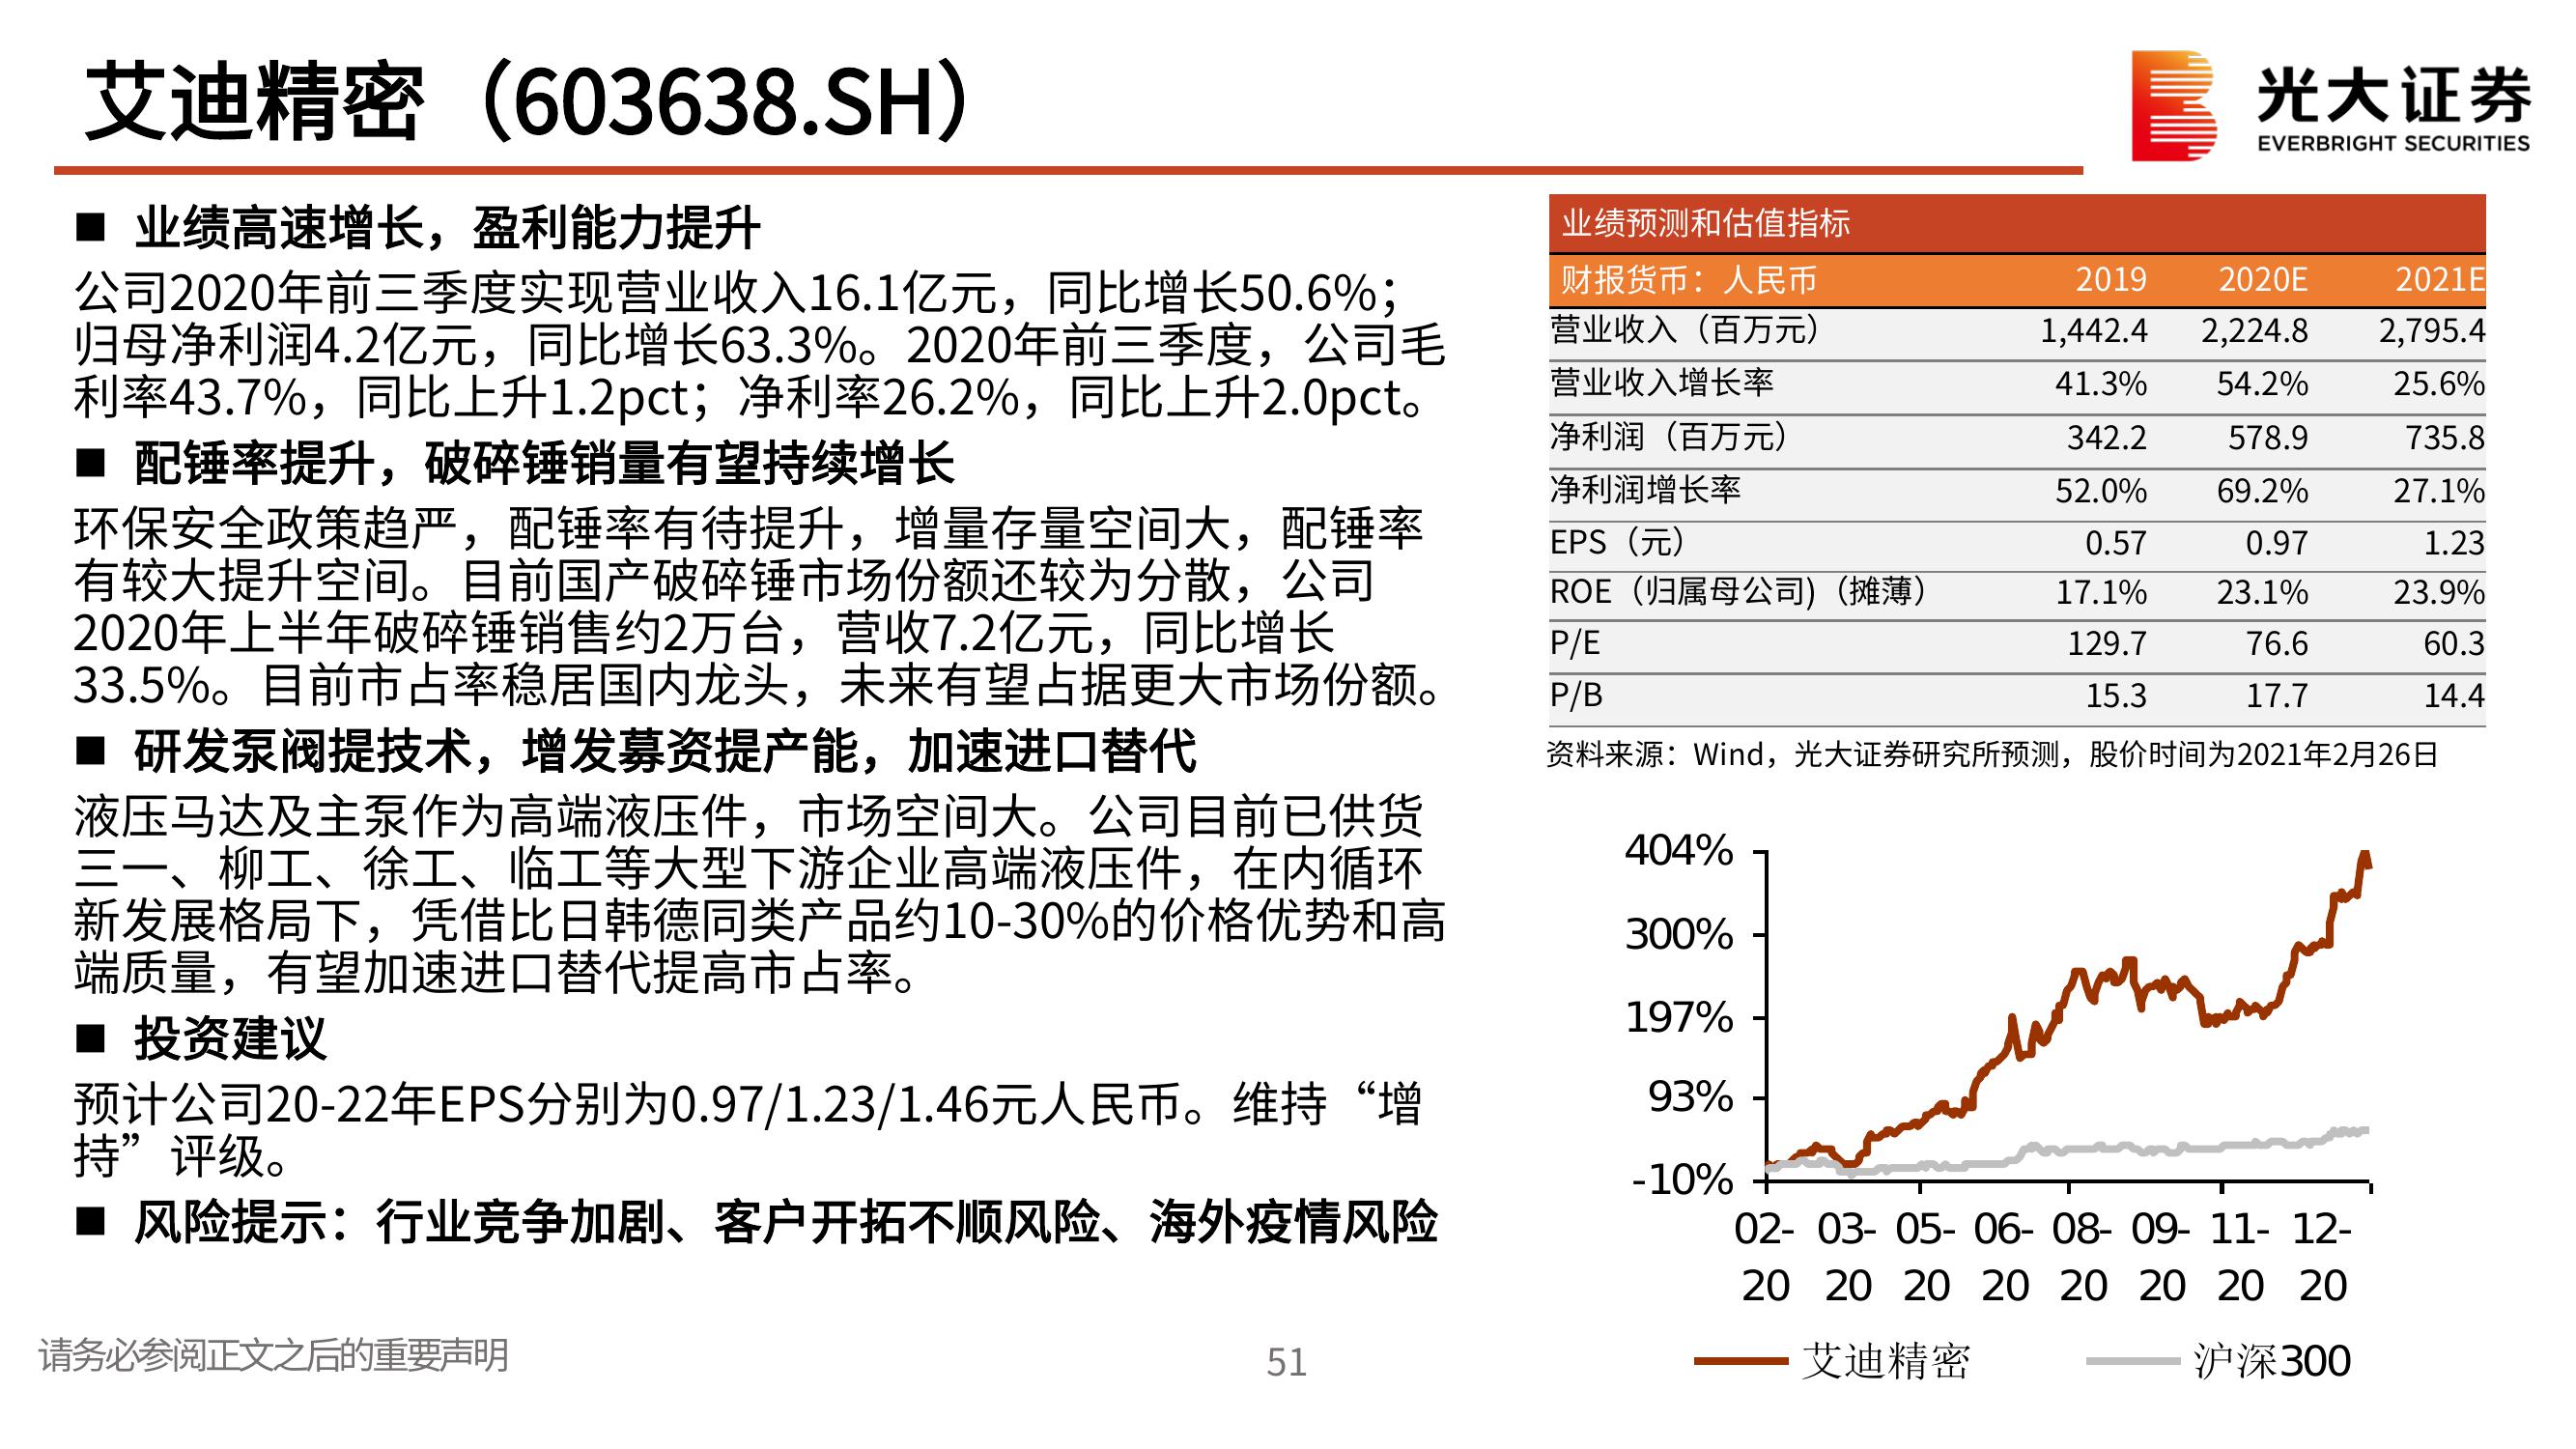 艾迪精密（603638.SH）
光大证券
EVERBRIGHT SECURITIES
■ 业绩高速增长，盈利能力提升
公司2020年前三季度实现营业收入16.1亿元，同比增长50.6%；
归母净利润4.2亿元，同比增长63.3%。2020年前三季度，公司毛
利率43.7%，同比上升1.2pct；净利率26.2%，同比上升2.0pct。
■ 配锤率提升，破碎锤销量有望持续增长
环保安全政策趋严，配锤率有待提升，增量存量空间大，配锤率
有较大提升空间。目前国产破碎锤市场份额还较为分散，公司
2020年上半年破碎锤销售约2万台，营收7.2亿元，同比增长
33.5%。目前市占率稳居国内龙头，未来有望占据更大市场份额。
■ 研发泵阀提技术，增发募资提产能，加速进口替代
液压马达及主泵作为高端液压件，市场空间大。公司目前已供货
三一、柳工、徐工、临工等大型下游企业高端液压件，在内循环
新发展格局下，凭借比日韩德同类产品约10-30%的价格优势和高
端质量，有望加速进口替代提高市占率。
■ 投资建议
预计公司20-22年EPS分别为0.97/1.23/1.46元人民币。维持“增
持”评级。
■ 风险提示：行业竞争加剧、客户开拓不顺风险、海外疫情风险
业绩预测和估值指标
财报货币：人民币 2019 2020E 2021E
营业收入（百万元） 1,442.4 2,224.8 2,795.4
营业收入增长率 41.3% 54.2% 25.6%
净利润（百万元） 342.2 578.9 735.8
净利润增长率 52.0% 69.2% 27.1%
EPS（元） 0.57 0.97 1.23
ROE（归属母公司)（摊薄） 17.1% 23.1% 23.9%
P/E 129.7 76.6 60.3
P/B 15.3 17.7 14.4
资料来源：Wind，光大证券研究所预测，股价时间为2021年2月26日
404%
300%
197%
93%
-10%
02- 03- 05- 06- 08- 09- 11- 12-
20 20 20 20 20 20 20 20
艾迪精密 沪深300
请务必参阅正文之后的重要声明
51